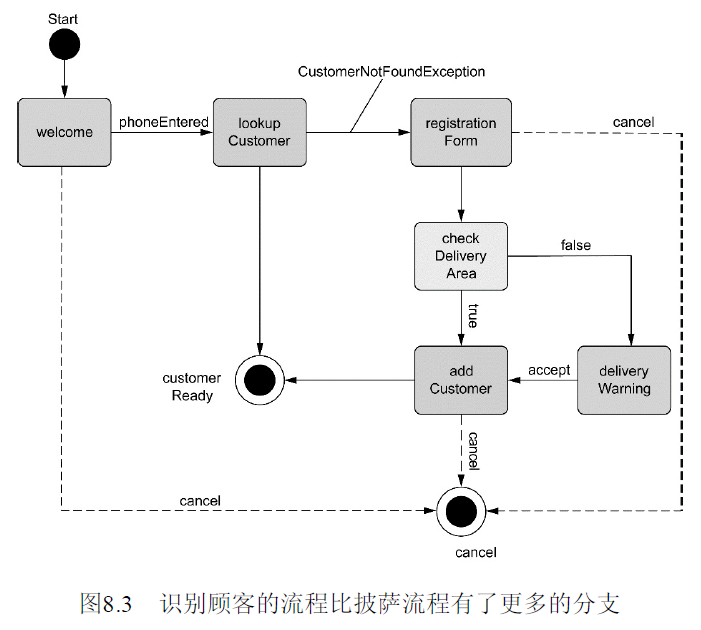 Start
CustomerNotFoundException
welcome
phoneEntered
lookup
Customer
registration
Form
cancel
check
Delivery
Area
false
true
customer
Ready
add
Customer
accept
delivery
Warning
cancel
cancel
cancel
图8.3 识别顾客的流程比披萨流程有了更多的分支